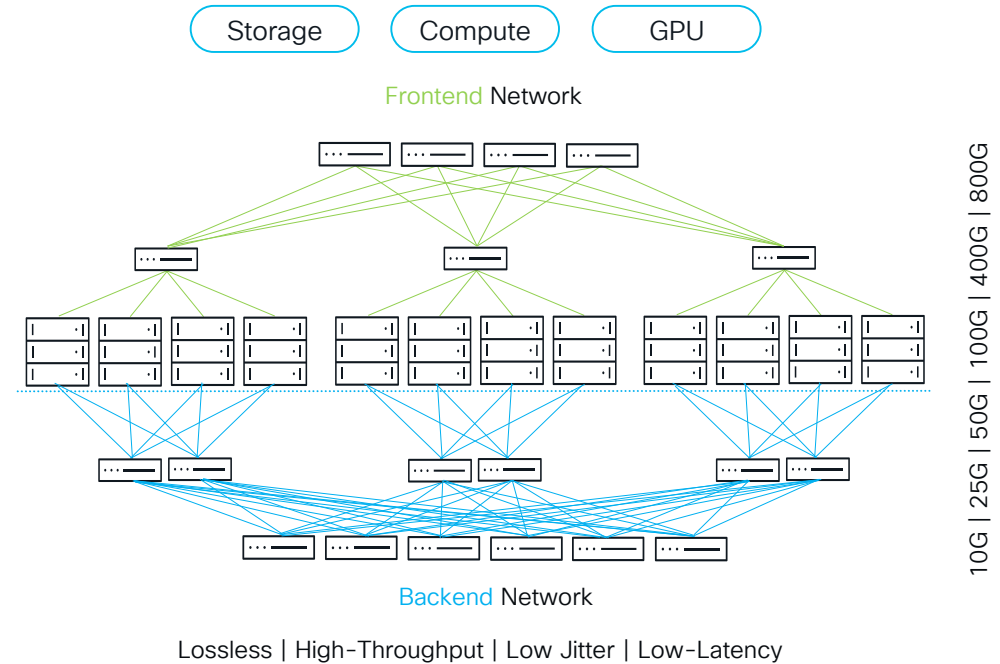 Storage
Compute
GPU
Frontend Network
10G | 25G | 50G | 100G | 400G | 800G
Backend Network
Lossless | High-Throughput | Low Jitter | Low-Latency